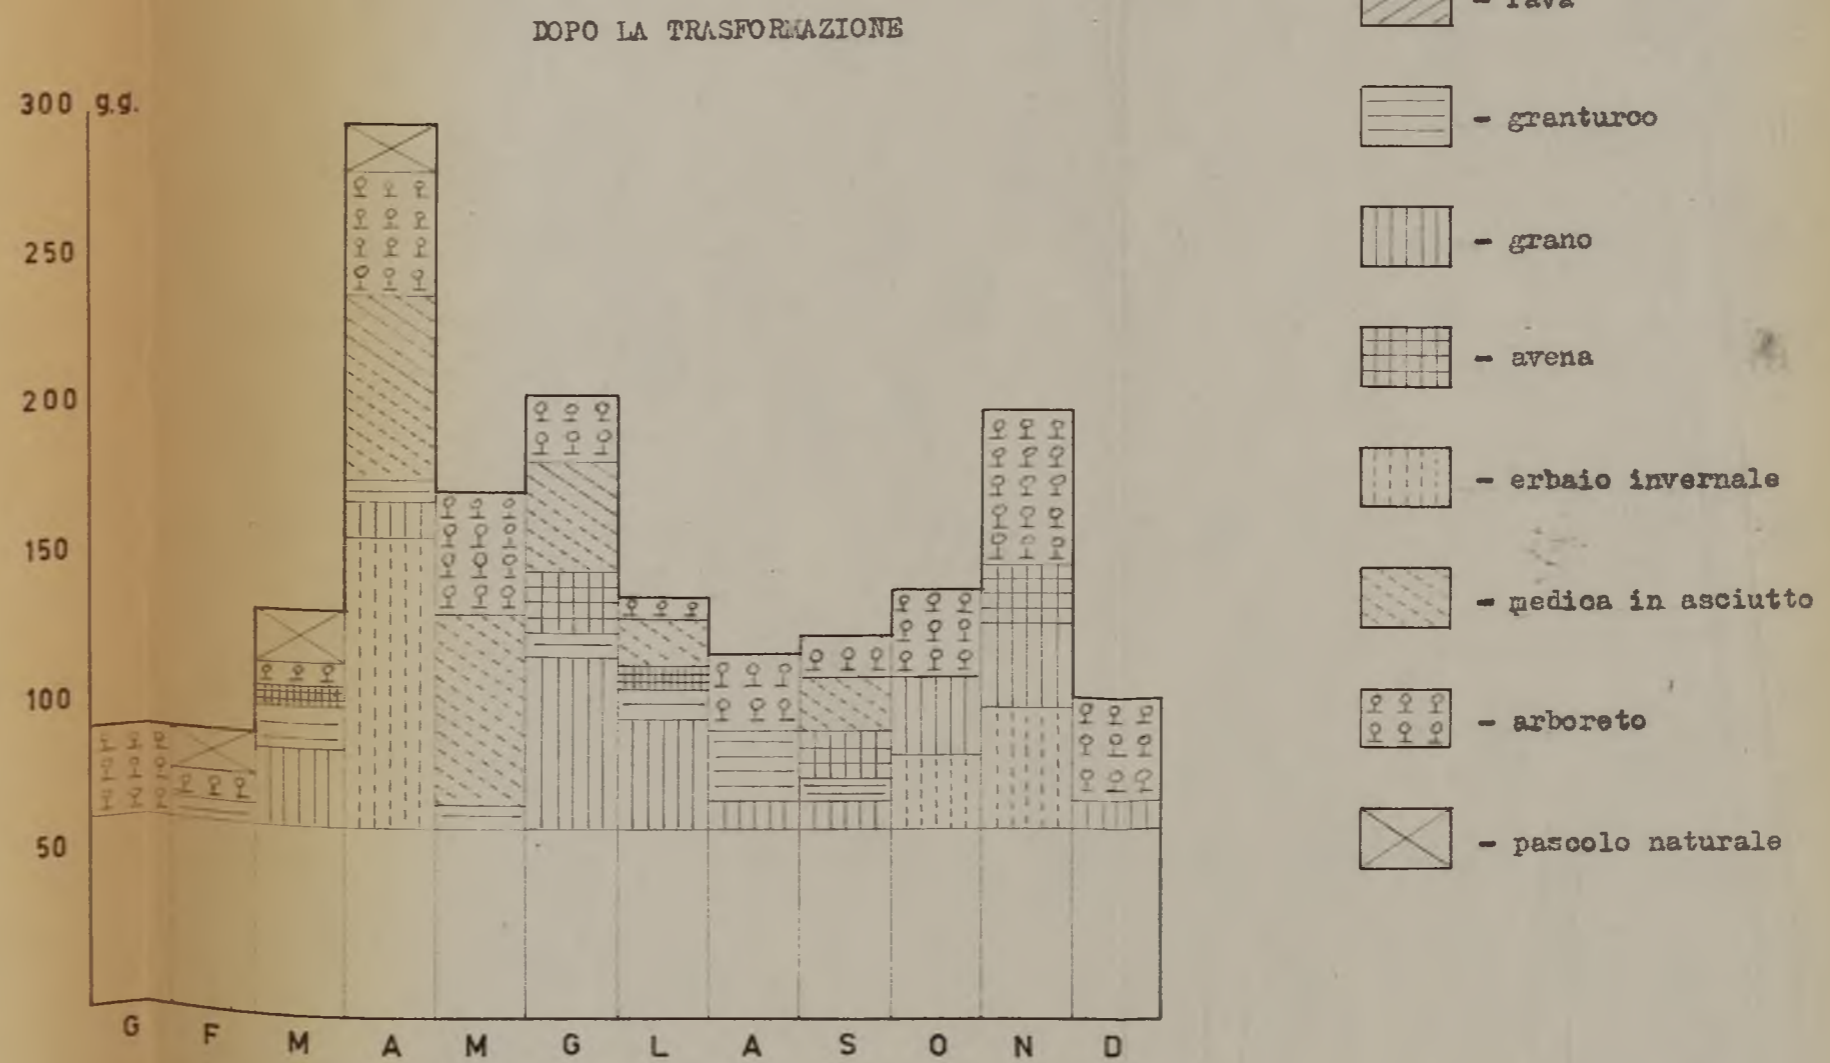 DOPO LA TRASFORMAZIONE
300 g.g.
250
200
150
100
50
G F M A M G L A S O N D
- granturco
- grano
- avena
- erbaio invernale
- medica in asciutto
- arboreto
- pascolo naturale